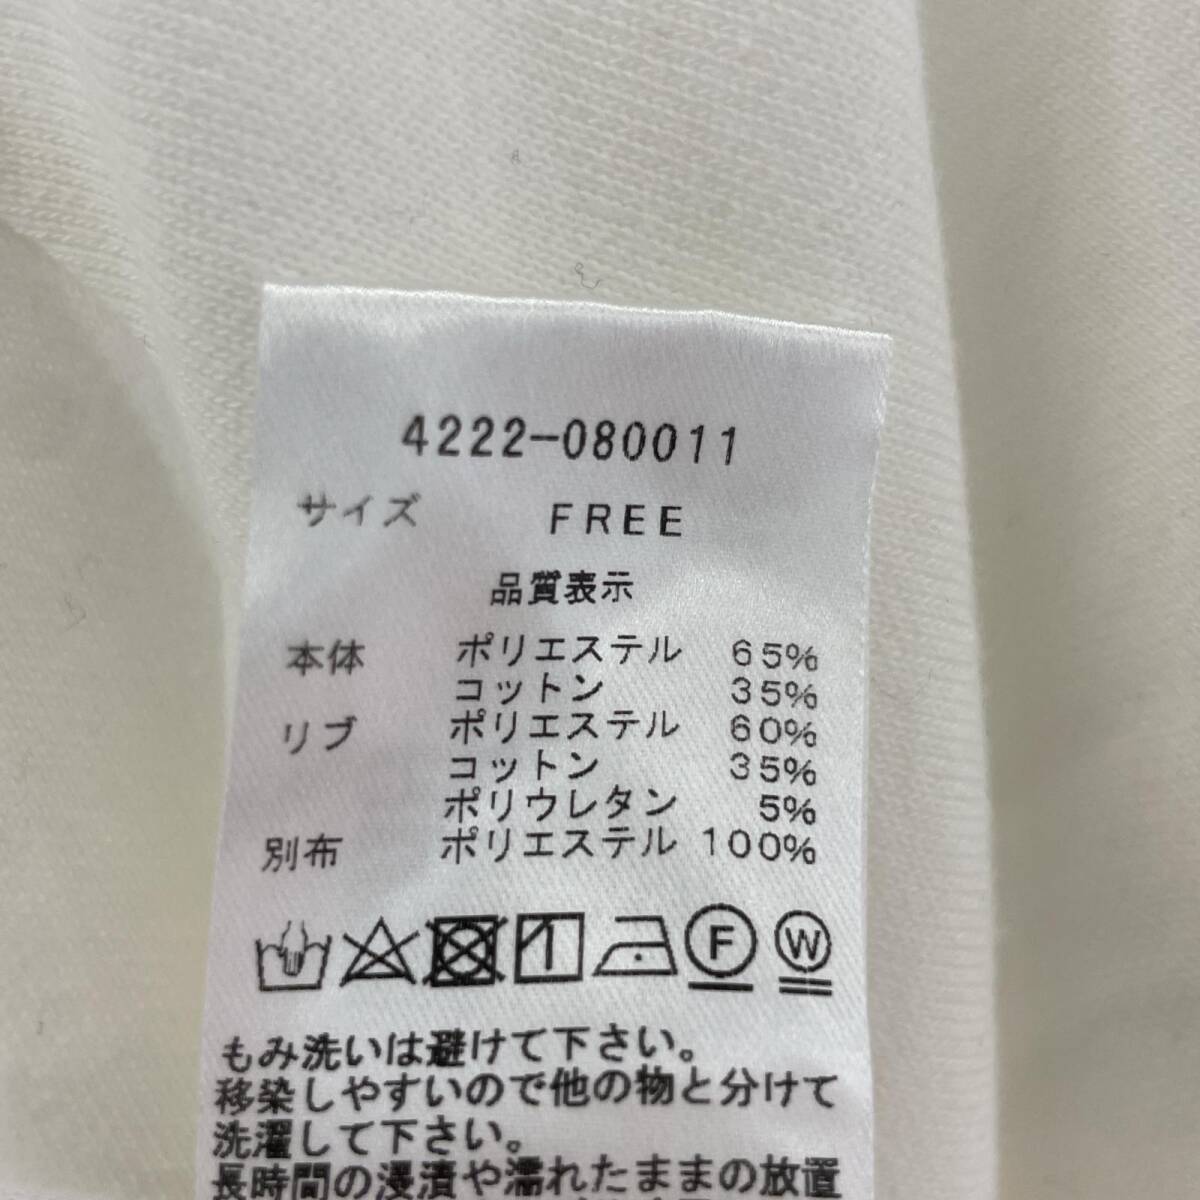 4222-080011
サイズ FREE
品質表示
本体 ポリエステル 65%
コットン 35%
リブ ポリエステル 60%
コットン 35%
ポリウレタン 5%
別布 ポリエステル 100%
F W
もみ洗いは避けて下さい。
移染しやすいので他の物と分けて
洗濯して下さい。
長時間の浸漬や濡れたままの放置